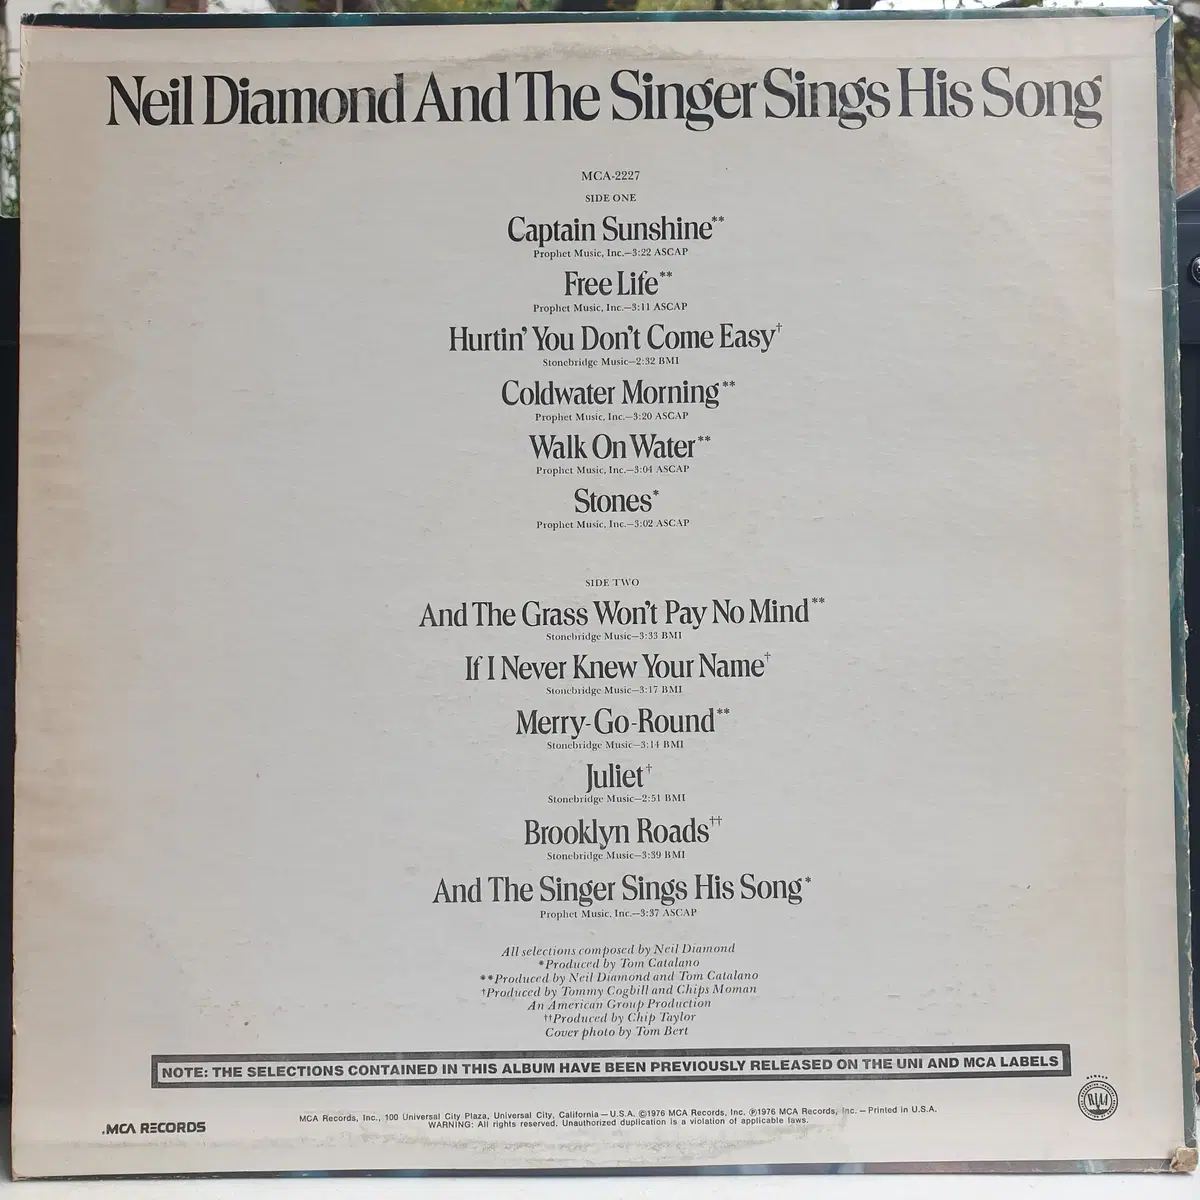 Neil Diamond And The Singer Sings His Song
MCA-2227
SIDE ONE
Captain Sunshine**
Prophet Music, Inc.—3:22 ASCAP
Free Life**
Prophet Music, Inc.—3:11 ASCAP
Hurtin' You Don't Come Easy†
Stonebridge Music—2:32 BMI
Coldwater Morning**
Prophet Music, Inc.—3:20 ASCAP
Walk On Water**
Prophet Music, Inc.—3:04 ASCAP
Stones*
Prophet Music, Inc.—3:02 ASCAP
SIDE TWO
And The Grass Won't Pay No Mind**
Stonebridge Music—3:33 BMI
If I Never Knew Your Name†
Stonebridge Music—3:17 BMI
Merry-Go-Round**
Stonebridge Music—3:14 BMI
Juliet†
Stonebridge Music—2:51 BMI
Brooklyn Roads††
Stonebridge Music—3:39 BMI
And The Singer Sings His Song*
Prophet Music, Inc.—3:37 ASCAP
All selections composed by Neil Diamond
*Produced by Tom Catalano
**Produced by Neil Diamond and Tom Catalano
†Produced by Tommy Cogbill and Chips Moman
An American Group Production
††Produced by Chip Taylor
Cover photo by Tom Bert
NOTE: THE SELECTIONS CONTAINED IN THIS ALBUM HAVE BEEN PREVIOUSLY RELEASED ON THE UNI AND MCA LABELS
MCA Records, Inc., 100 Universal City Plaza, Universal City, California — U.S.A. ©1976 MCA Records, Inc. ℗1976 MCA Records, Inc. — Printed in U.S.A.
WARNING: All rights reserved. Unauthorized duplication is a violation of applicable laws.
.MCA RECORDS